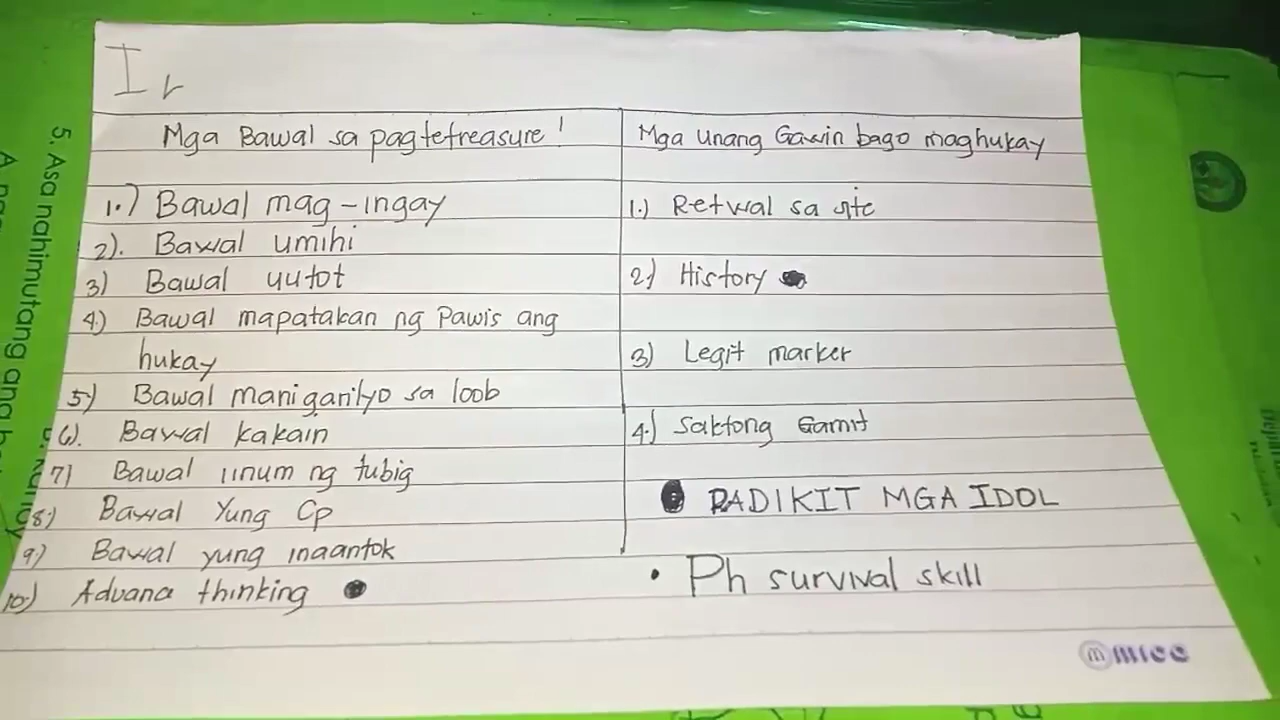 I
Mga Bawal sa pagtetreasure!
1.) Bawal mag-ingay
2). Bawal umihi
3) Bawal uutot
4.) Bawal mapatakan ng Pawis ang
hukay
5) Bawal manigarilyo sa loob
6). Bawal kakain
7) Bawal iinum ng tubig
8) Bawal Yung Cp
9) Bawal yung inaantok
10) Advanc thinking
Mga Unang Gawin bago maghukay
1.) Retwal sa site
2) History
3) Legit marker
4.) Saktong Gamit
PADIKIT MGA IDOL
• Ph survival skill
micc
5. Asa nahimutang ang